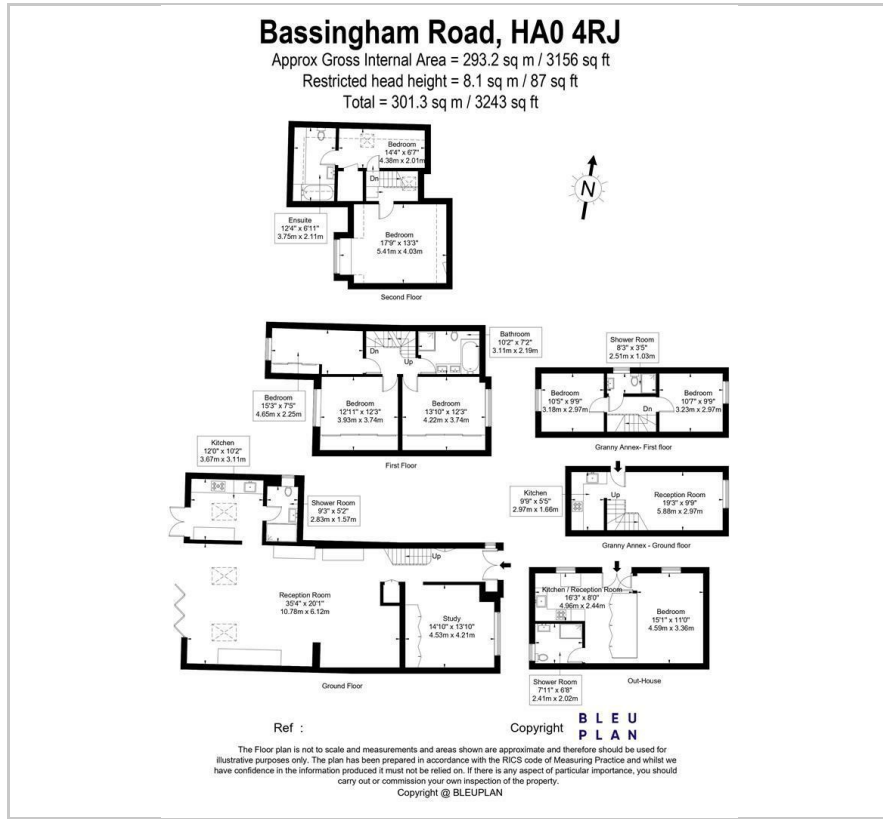 Bassingham Road, HA0 4RJ
Approx Gross Internal Area = 293.2 sq m / 3156 sq ft
Restricted head height = 8.1 sq m / 87 sq ft
Total = 301.3 sq m / 3243 sq ft
Bedroom
14'4" x 6'7"
4.38m x 2.01m
Dn
Ensuite
12'4" x 6'11"
3.75m x 2.11m
Bedroom
17'9" x 13'3"
5.41m x 4.03m
Second Floor
N
Bathroom
10'2" x 7'2"
3.11m x 2.19m
Dn
Up
Bedroom
15'3" x 7'5"
4.65m x 2.25m
Bedroom
12'11" x 12'3"
3.93m x 3.74m
Bedroom
13'10" x 12'3"
4.22m x 3.74m
First Floor
Shower Room
8'3" x 3'5"
2.51m x 1.03m
Bedroom
10'5" x 9'9"
3.18m x 2.97m
Dn
Bedroom
10'7" x 9'9"
3.23m x 2.97m
Granny Annex- First floor
Kitchen
12'0" x 10'2"
3.67m x 3.11m
Shower Room
9'3" x 5'2"
2.83m x 1.57m
Kitchen
9'9" x 5'5"
2.97m x 1.66m
Up
Reception Room
19'3" x 9'9"
5.88m x 2.97m
Granny Annex - Ground floor
Up
Reception Room
35'4" x 20'1"
10.78m x 6.12m
Study
14'10" x 13'10"
4.53m x 4.21m
Ground Floor
Kitchen / Reception Room
16'3" x 8'0"
4.96m x 2.44m
Bedroom
15'1" x 11'0"
4.59m x 3.36m
Shower Room
7'11" x 6'8"
2.41m x 2.02m
Out-House
Ref :
Copyright
BLEU
PLAN
The Floor plan is not to scale and measurements and areas shown are approximate and therefore should be used for
illustrative purposes only. The plan has been prepared in accordance with the RICS code of Measuring Practice and whilst we
have confidence in the information produced it must not be relied on. If there is any aspect of particular importance, you should
carry out or commission your own inspection of the property.
Copyright @ BLEUPLAN